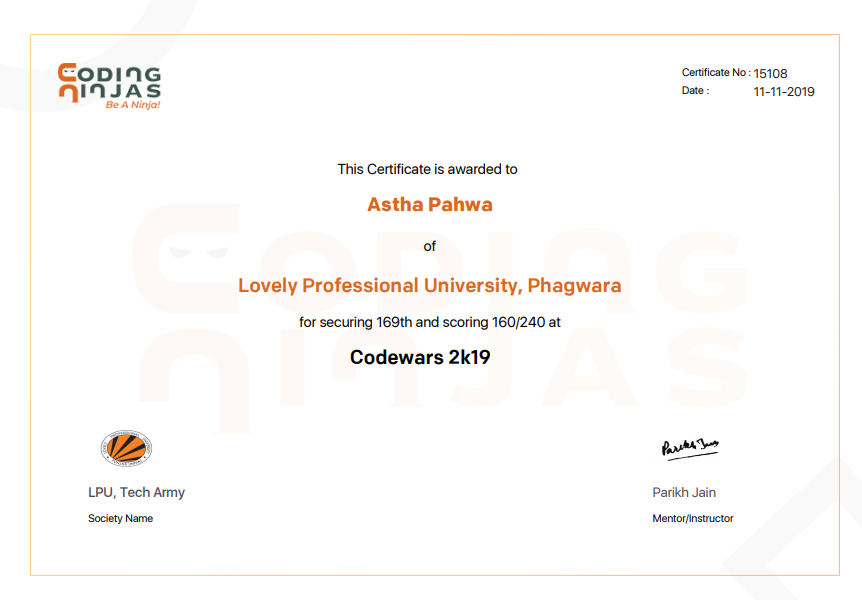 CODING
NINJAS
Be A Ninja!
Certificate No : 15108
Date : 11-11-2019
This Certificate is awarded to
Astha Pahwa
of
Lovely Professional University, Phagwara
for securing 169th and scoring 160/240 at
Codewars 2k19
CODING
NINJAS
Parikh Jain
LPU, Tech Army
Parikh Jain
Society Name
Mentor/Instructor